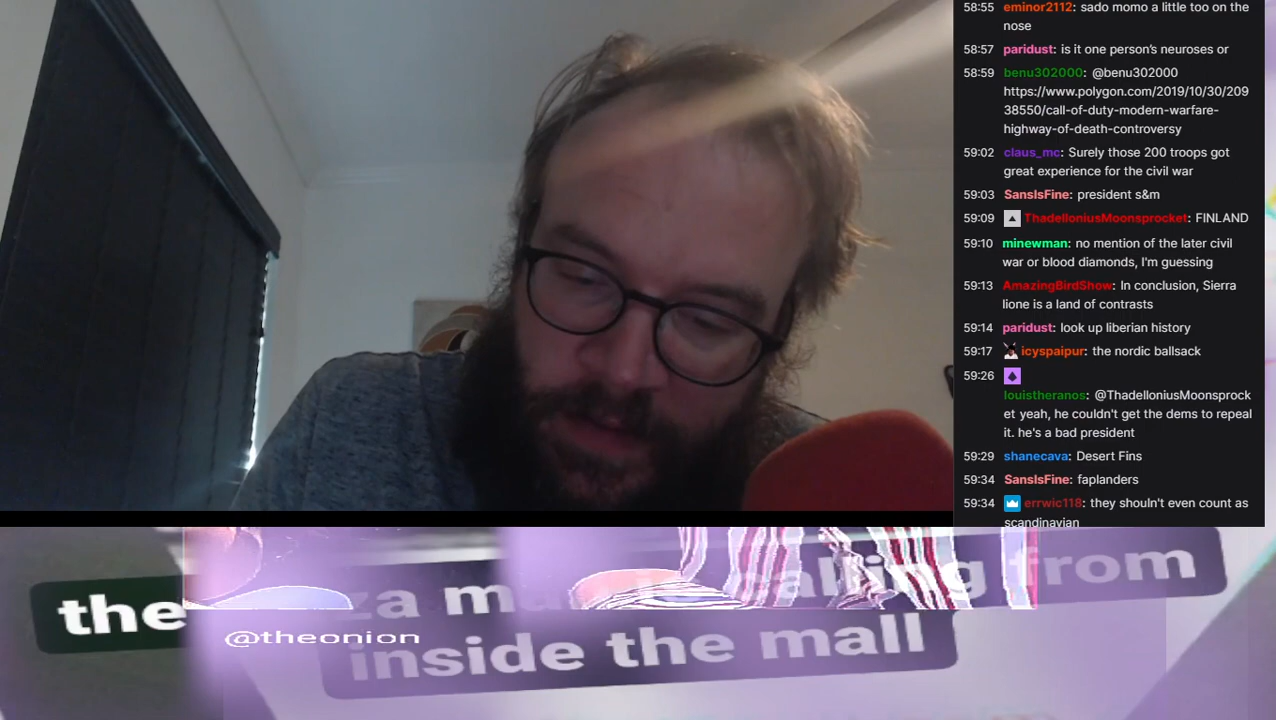 58:55 eminor2112: sado momo a little too on the
nose
58:57 paridust: is it one person's neuroses or
58:59 benu302000: @benu302000
https://www.polygon.com/2019/10/30/209
38550/call-of-duty-modern-warfare-
highway-of-death-controversy
59:02 claus_mc: Surely those 200 troops got
great experience for the civil war
59:03 SansIsFine: president s&m
59:09 ThadelloniusMoonsprocket: FINLAND
59:10 minewman: no mention of the later civil
war or blood diamonds, I'm guessing
59:13 AmazingBirdShow: In conclusion, Sierra
lione is a land of contrasts
59:14 paridust: look up liberian history
59:17 icyspaipur: the nordic ballsack
59:26
louistheranos: @ThadelloniusMoonsprock
et yeah, he couldn't get the dems to repeal
it. he's a bad president
59:29 shanecava: Desert Fins
59:34 SansIsFine: faplanders
59:34 errwic118: they shouln't even count as
scandinavian
the from
@theonion
inside the mall